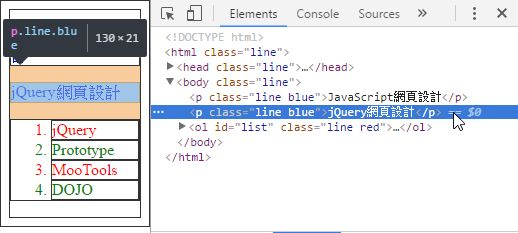 p.line.blu
e
130 × 21
jQuery網頁設計
1. jQuery
2. Prototype
3. MooTools
4. DOJO
Elements Console Sources »
<!DOCTYPE html>
<html class="line">
▶ <head class="line">…</head>
▼ <body class="line">
<p class="line blue">JavaScript網頁設計</p>
… <p class="line blue">jQuery網頁設計</p> == $0
▶ <ol id="list" class="line red">…</ol>
</body>
</html>